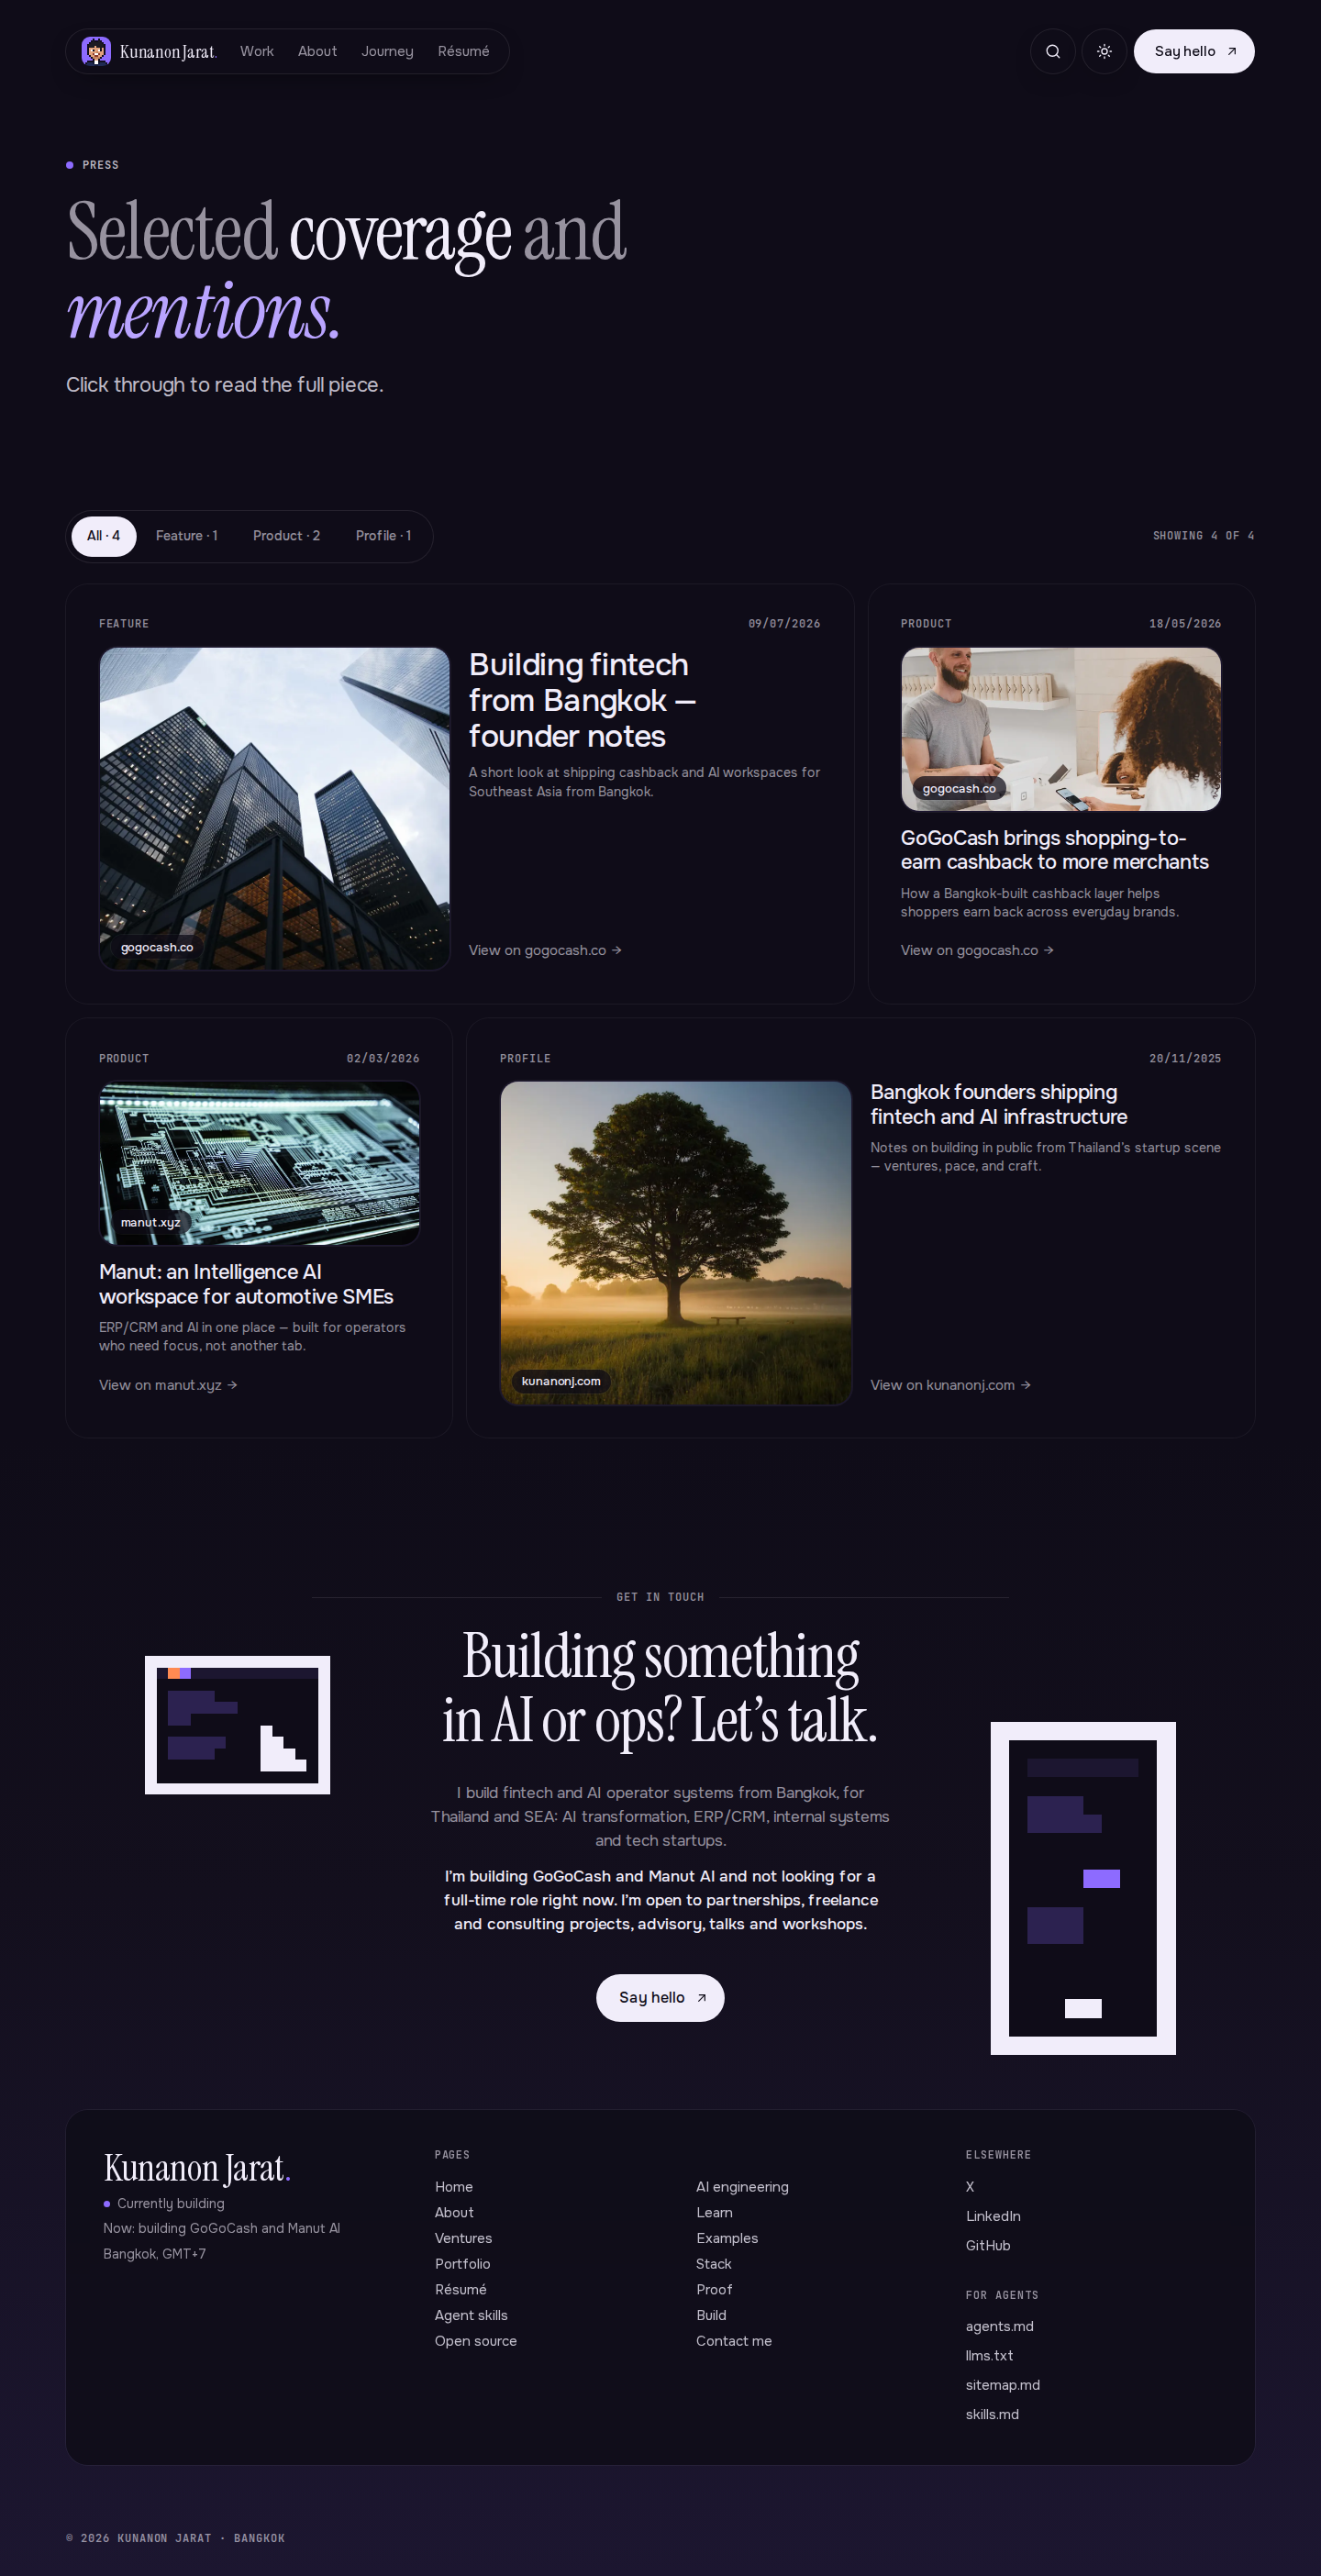 Kunanon Jarat.
Work
About
Journey
Résumé
Say hello
PRESS
Selected coverage and
mentions.
Click through to read the full piece.
All · 4
Feature · 1
Product · 2
Profile · 1
SHOWING 4 OF 4
FEATURE
09/07/2026
gogocash.co
Building fintech
from Bangkok —
founder notes
A short look at shipping cashback and AI workspaces for
Southeast Asia from Bangkok.
View on gogocash.co →
PRODUCT
18/05/2026
gogocash.co
GoGoCash brings shopping-to-
earn cashback to more merchants
How a Bangkok-built cashback layer helps
shoppers earn back across everyday brands.
View on gogocash.co →
PRODUCT
02/03/2026
manut.xyz
Manut: an Intelligence AI
workspace for automotive SMEs
ERP/CRM and AI in one place — built for operators
who need focus, not another tab.
View on manut.xyz →
PROFILE
20/11/2025
kunanonj.com
Bangkok founders shipping
fintech and AI infrastructure
Notes on building in public from Thailand's startup scene
— ventures, pace, and craft.
View on kunanonj.com →
GET IN TOUCH
Building something
in AI or ops? Let’s talk.
I build fintech and AI operator systems from Bangkok, for
Thailand and SEA: AI transformation, ERP/CRM, internal systems
and tech startups.
I’m building GoGoCash and Manut AI and not looking for a
full-time role right now. I’m open to partnerships, freelance
and consulting projects, advisory, talks and workshops.
Say hello
Kunanon Jarat.
Currently building
Now: building GoGoCash and Manut AI
Bangkok, GMT+7
PAGES
Home
About
Ventures
Portfolio
Résumé
Agent skills
Open source
AI engineering
Learn
Examples
Stack
Proof
Build
Contact me
ELSEWHERE
X
LinkedIn
GitHub
FOR AGENTS
agents.md
llms.txt
sitemap.md
skills.md
© 2026 KUNANON JARAT · BANGKOK